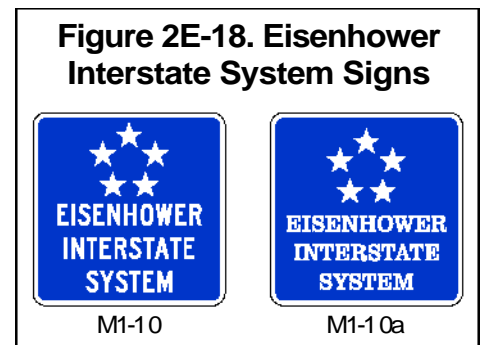 Figure 2E-18. Eisenhower
Interstate System Signs
EISENHOWER
INTERSTATE
SYSTEM
M1-10
EISENHOWER
INTERSTATE
SYSTEM
M1-10a